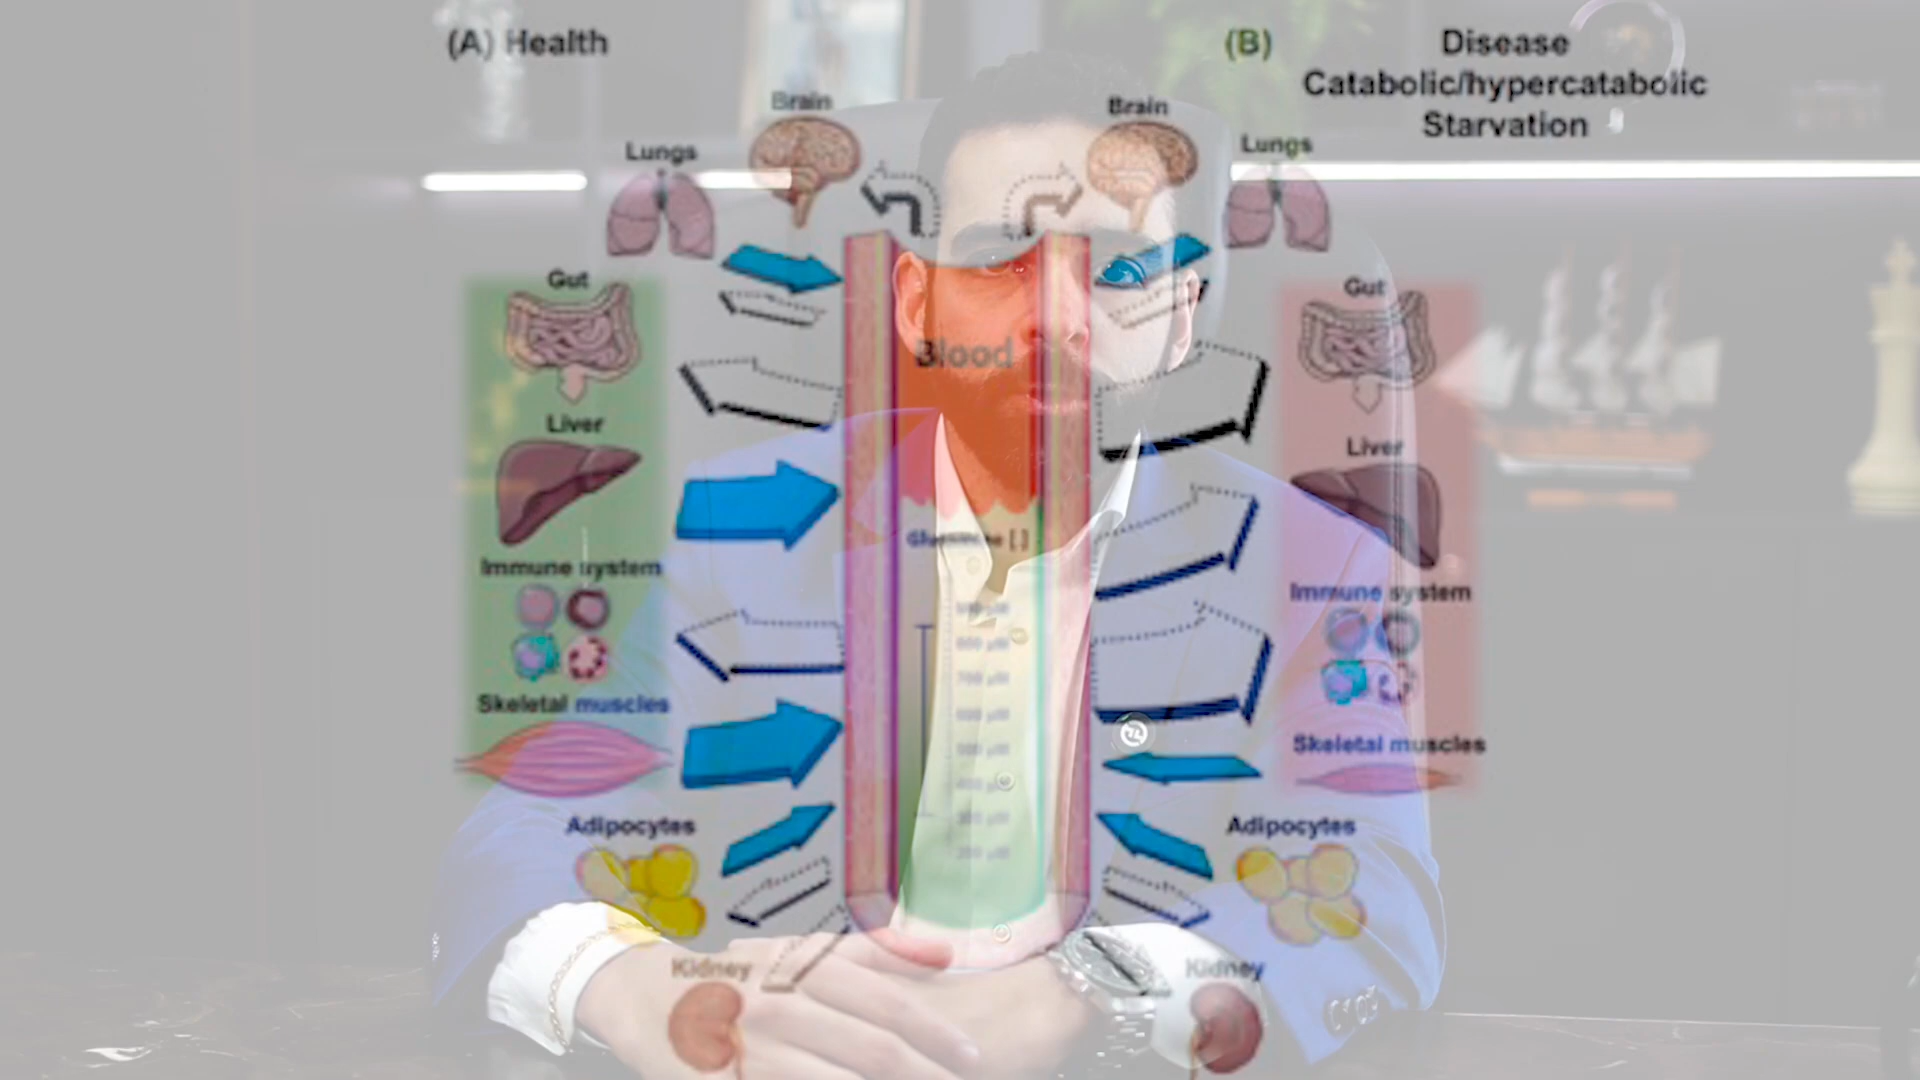 (A) Health
(B)
Disease
Catabolic/hypercatabolic
Starvation
Brain
Lungs
Gut
Liver
Immune system
Skeletal muscles
Adipocytes
Kidney
Blood
[ ]
Brain
Lungs
Gut
Liver
Immune system
Skeletal muscles
Adipocytes
Kidney